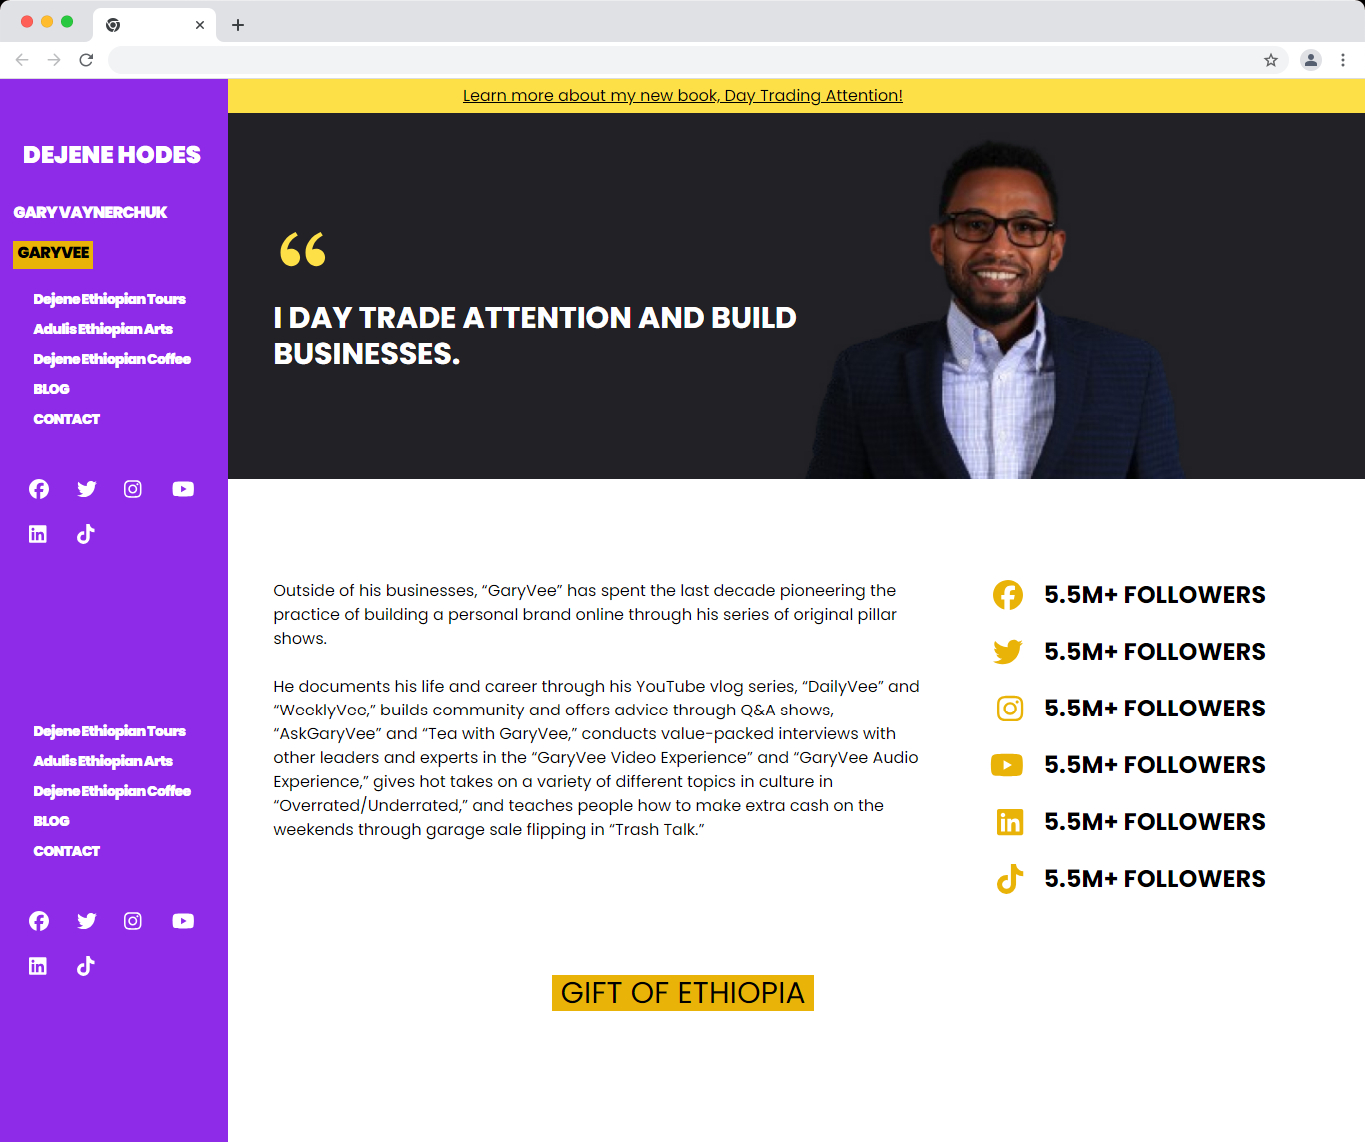 Learn more about my new book, Day Trading Attention!
DEJENE HODES
GARY VAYNERCHUK
GARYVEE
Dejene Ethiopian Tours
Adulis Ethiopian Arts
Dejene Ethiopian Coffee
BLOG
CONTACT
“
I DAY TRADE ATTENTION AND BUILD
BUSINESSES.
Outside of his businesses, “GaryVee” has spent the last decade pioneering the
practice of building a personal brand online through his series of original pillar
shows.
He documents his life and career through his YouTube vlog series, “DailyVee” and
“WeeklyVee,” builds community and offers advice through Q&A shows,
“AskGaryVee” and “Tea with GaryVee,” conducts value-packed interviews with
other leaders and experts in the “GaryVee Video Experience” and “GaryVee Audio
Experience,” gives hot takes on a variety of different topics in culture in
“Overrated/Underrated,” and teaches people how to make extra cash on the
weekends through garage sale flipping in “Trash Talk.”
5.5M+ FOLLOWERS
5.5M+ FOLLOWERS
5.5M+ FOLLOWERS
5.5M+ FOLLOWERS
5.5M+ FOLLOWERS
5.5M+ FOLLOWERS
Dejene Ethiopian Tours
Adulis Ethiopian Arts
Dejene Ethiopian Coffee
BLOG
CONTACT
GIFT OF ETHIOPIA